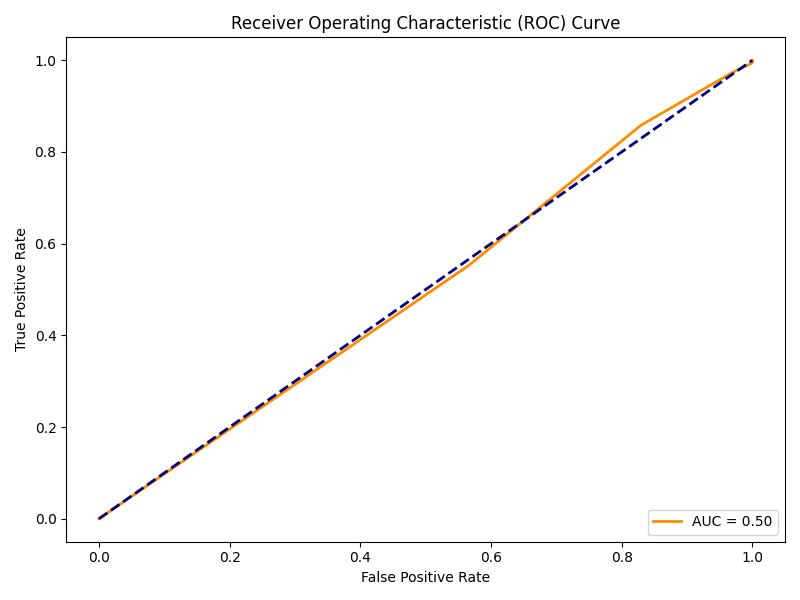 Receiver Operating Characteristic (ROC) Curve
True Positive Rate
1.0
0.8
0.6
0.4
0.2
0.0
AUC = 0.50
0.0 0.2 0.4 0.6 0.8 1.0
False Positive Rate